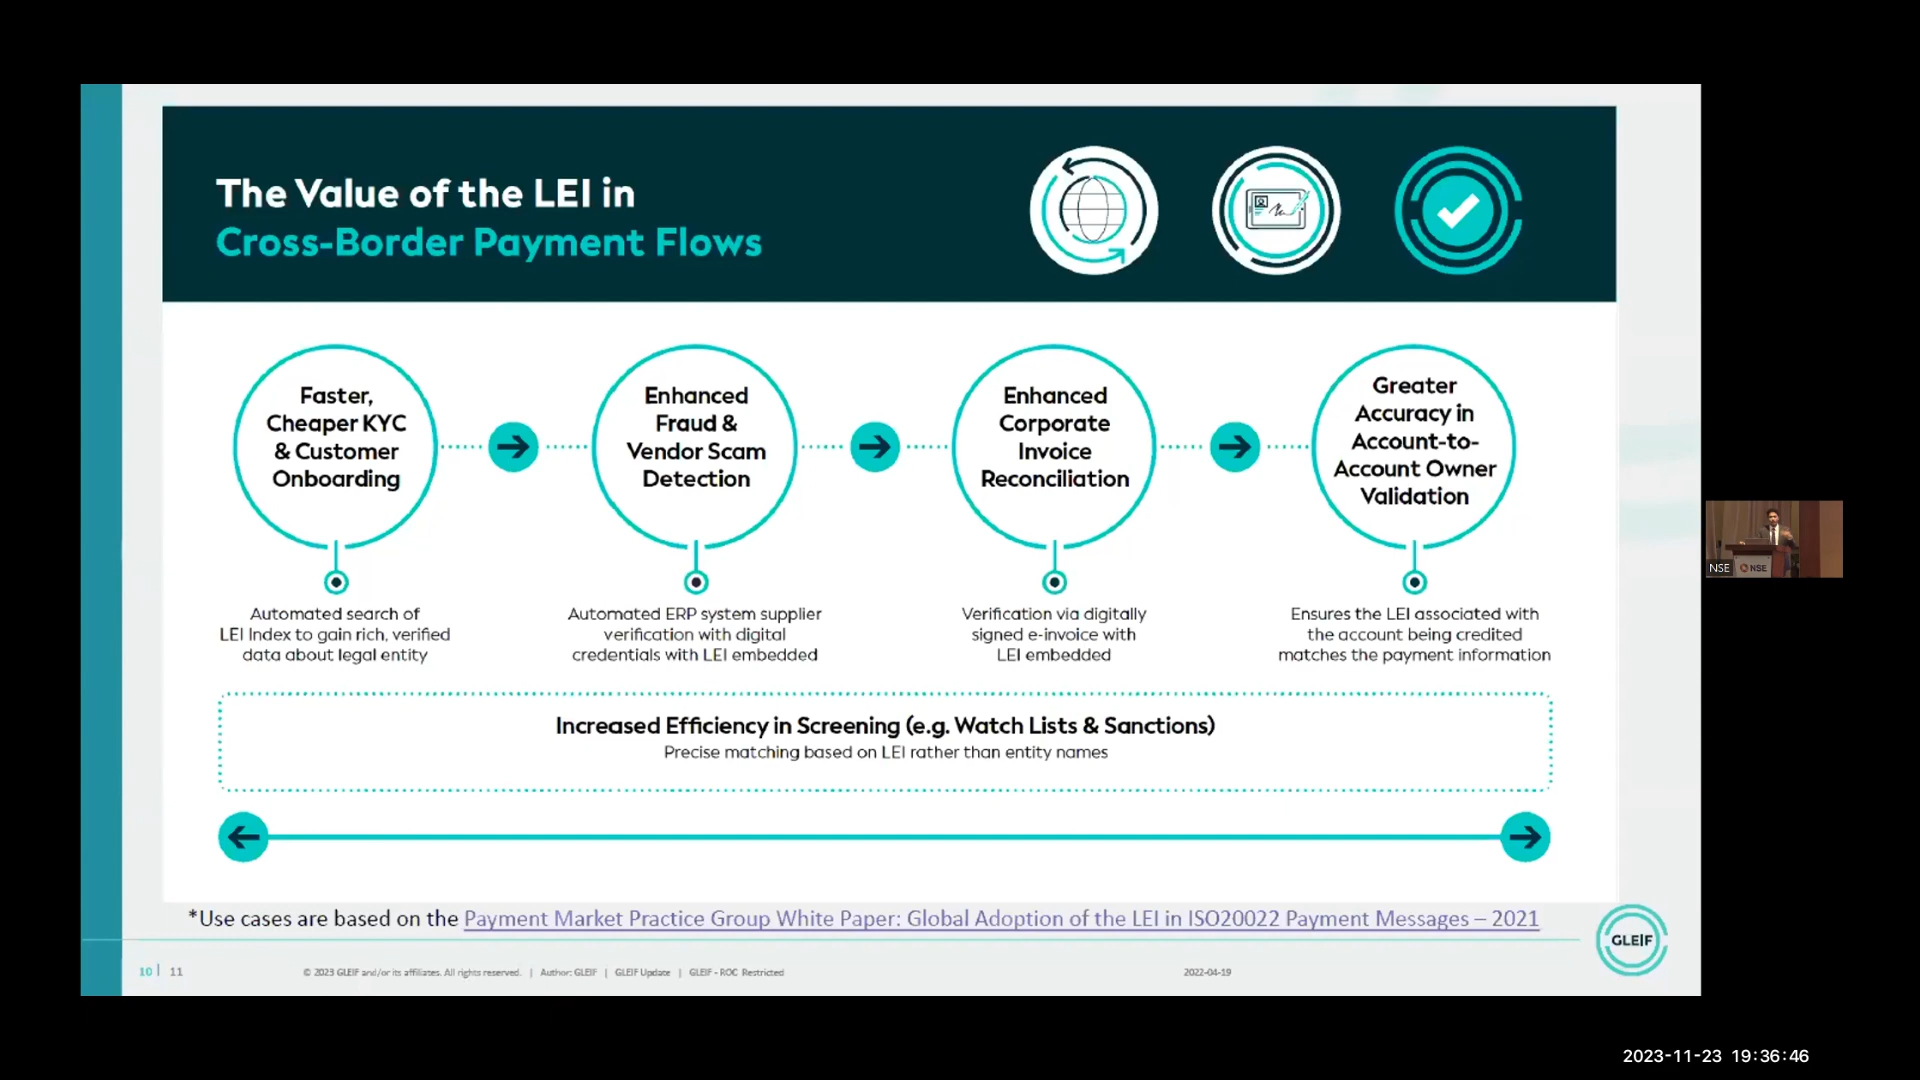 The Value of the LEI in
Cross-Border Payment Flows
Faster,
Cheaper KYC
& Customer
Onboarding
Enhanced
Fraud &
Vendor Scam
Detection
Enhanced
Corporate
Invoice
Reconciliation
Greater
Accuracy in
Account-to-
Account Owner
Validation
Automated search of
LEI Index to gain rich, verified
data about legal entity
Automated ERP system supplier
verification with digital
credentials with LEI embedded
Verification via digitally
signed e-invoice with
LEI embedded
Ensures the LEI associated with
the account being credited
matches the payment information
Increased Efficiency in Screening (e.g. Watch Lists & Sanctions)
Precise matching based on LEI rather than entity names
*Use cases are based on the Payment Market Practice Group White Paper: Global Adoption of the LEI in ISO20022 Payment Messages – 2021
GLEIF
10 | 11
© 2023 GLEIF and/or its affiliates. All rights reserved. | Author: GLEIF | GLEIF Update | GLEIF - ROC Restricted
2022-04-19
NSE
NSE
2023-11-23 19:36:46